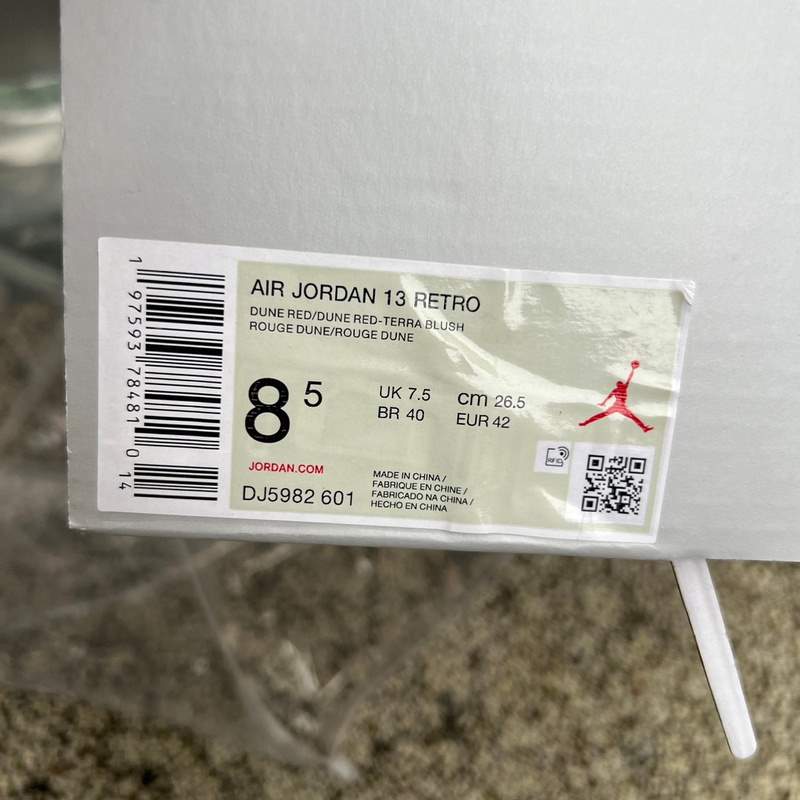 AIR JORDAN 13 RETRO
DUNE RED/DUNE RED-TERRA BLUSH
ROUGE DUNE/ROUGE DUNE
8 5
UK 7.5 cm 26.5
BR 40 EUR 42
JORDAN.COM
DJ5982 601
MADE IN CHINA /
FABRIQUE EN CHINE /
FABRICADO NA CHINA /
HECHO EN CHINA
RFID
1 97593 78481 0 14